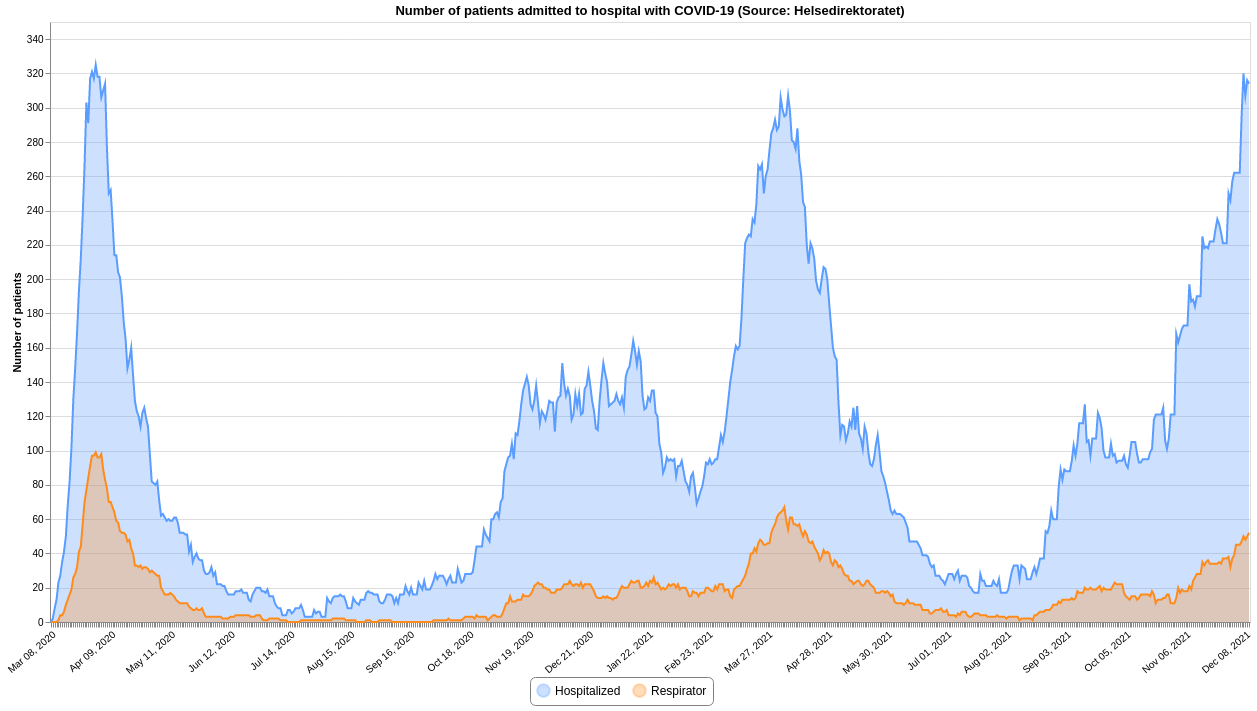 Number of patients admitted to hospital with COVID-19 (Source: Helsedirektoratet)
340
320
300
280
260
240
220
200
180
160
140
120
100
80
60
40
20
0
Number of patients
Mar 08, 2020
Apr 09, 2020
May 11, 2020
Jun 12, 2020
Jul 14, 2020
Aug 15, 2020
Sep 16, 2020
Oct 18, 2020
Nov 19, 2020
Dec 21, 2020
Jan 22, 2021
Feb 23, 2021
Mar 27, 2021
Apr 28, 2021
May 30, 2021
Jul 01, 2021
Aug 02, 2021
Sep 03, 2021
Oct 05, 2021
Nov 06, 2021
Dec 08, 2021
Hospitalized
Respirator